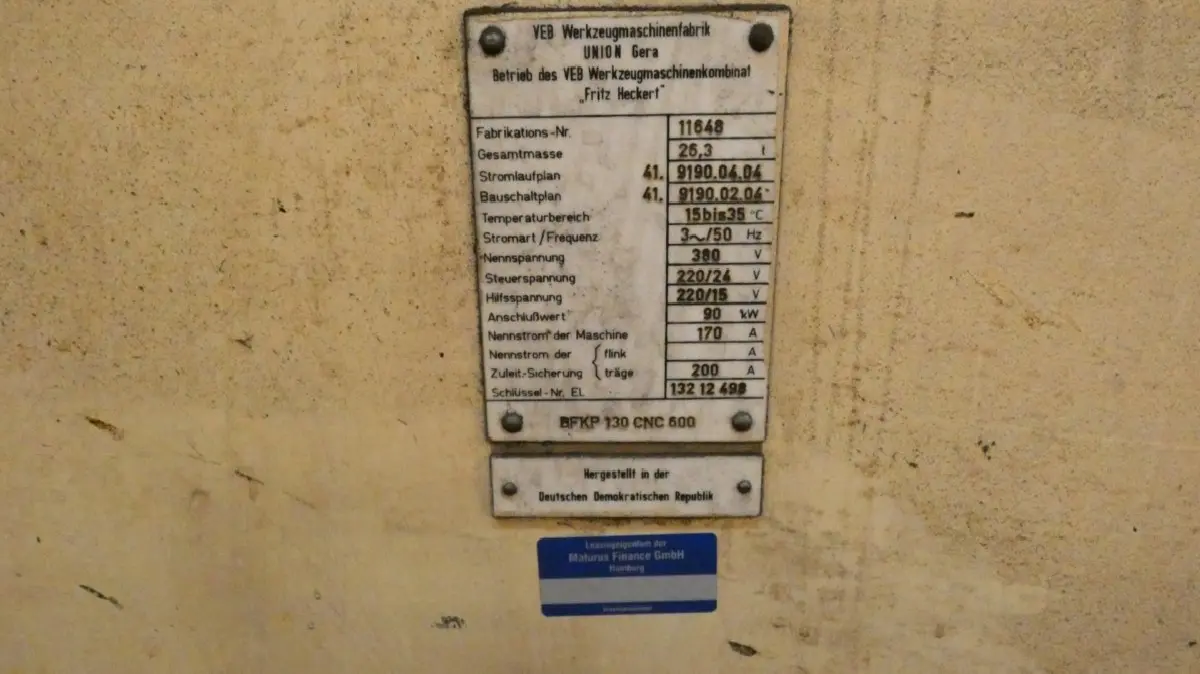 VEB Werkzeugmaschinenfabrik
UNION Gera
Betrieb des VEB Werkzeugmaschinenkombinat
„Fritz Heckert"
Fabrikations-Nr. 11648
Gesamtmasse 26,3 t
Stromlaufplan 41. 9190.04.04
Bauschaltplan 41. 9190.02.04
Temperaturbereich 15bis35 °C
Stromart/Frequenz 3~/50 Hz
Nennspannung 380 V
Steuerspannung 220/24 V
Hilfsspannung 220/15 V
Anschlußwert 90 kW
Nennstrom der Maschine 170 A
Nennstrom der { flink A
Zuleit.-Sicherung träge 200 A
Schlüssel-Nr. EL 132 12 498
BFKP 130 CNC 600
Hergestellt in der
Deutschen Demokratischen Republik
Leasingeigentum der
Maturus Finance GmbH
Hamburg